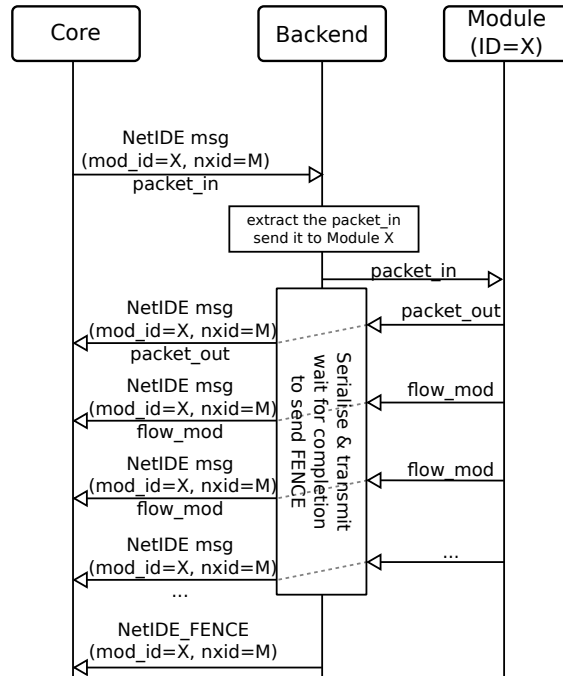 Core
Backend
Module
(ID=X)
NetIDE msg
(mod_id=X, nxid=M)
packet_in
extract the packet_in
send it to Module X
packet_in
NetIDE msg
(mod_id=X, nxid=M)
packet_out
packet_out
Serialise & transmit
wait for completion
to send FENCE
NetIDE msg
(mod_id=X, nxid=M)
flow_mod
flow_mod
NetIDE msg
(mod_id=X, nxid=M)
flow_mod
flow_mod
NetIDE msg
(mod_id=X, nxid=M)
...
...
NetIDE_FENCE
(mod_id=X, nxid=M)